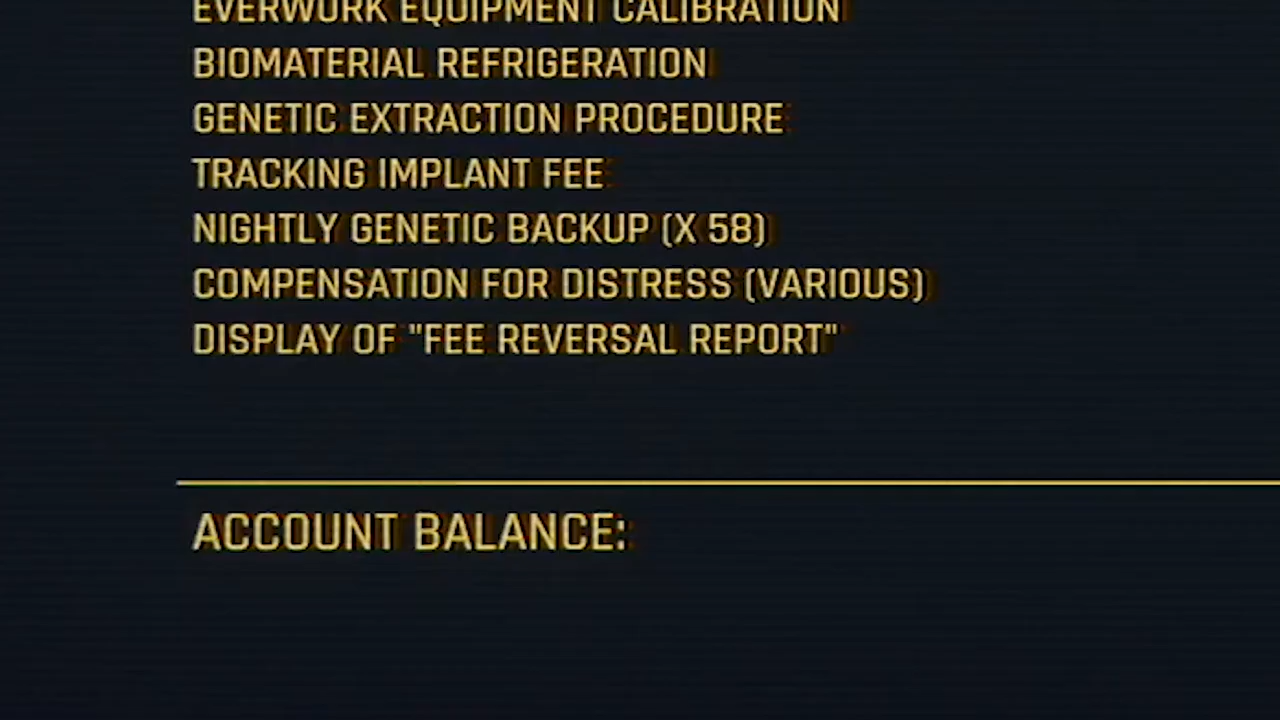 EVERWORK EQUIPMENT CALIBRATION
BIOMATERIAL REFRIGERATION
GENETIC EXTRACTION PROCEDURE
TRACKING IMPLANT FEE
NIGHTLY GENETIC BACKUP (X 58)
COMPENSATION FOR DISTRESS (VARIOUS)
DISPLAY OF "FEE REVERSAL REPORT"
ACCOUNT BALANCE: